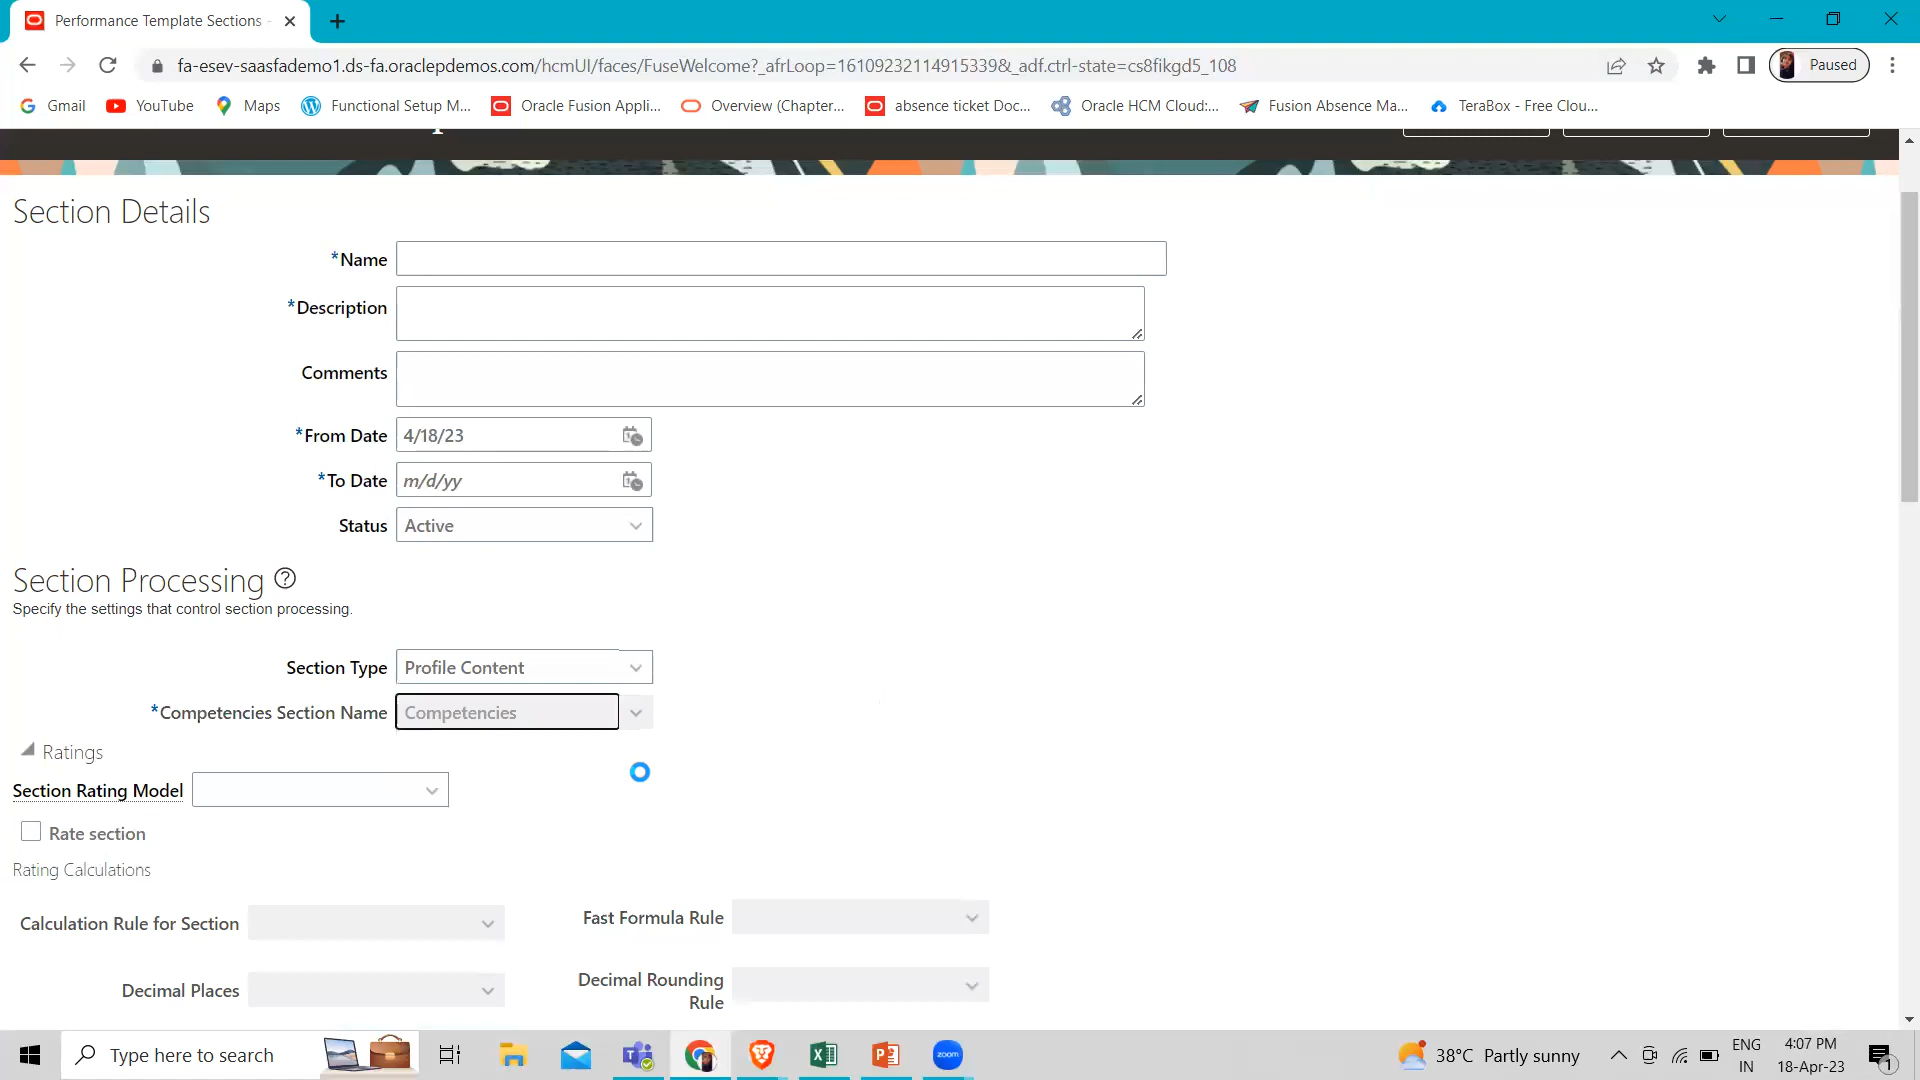 Performance Template Sections -
fa-esev-saasfademo1.ds-fa.oraclepdemos.com/hcmUI/faces/FuseWelcome?_afrLoop=16109232114915339&_adf.ctrl-state=cs8fikgd5_108
Paused
Gmail YouTube Maps Functional Setup M... Oracle Fusion Appli... Overview (Chapter... absence ticket Doc... Oracle HCM Cloud:... Fusion Absence Ma... TeraBox - Free Clou...
Section Details
*Name
*Description
Comments
*From Date 4/18/23
*To Date m/d/yy
Status Active
Section Processing ?
Specify the settings that control section processing.
Section Type Profile Content
*Competencies Section Name Competencies
Ratings
Section Rating Model
Rate section
Rating Calculations
Calculation Rule for Section Fast Formula Rule
Decimal Places Decimal Rounding Rule
Type here to search
zoom
38°C Partly sunny
ENG
IN
4:07 PM
18-Apr-23
1